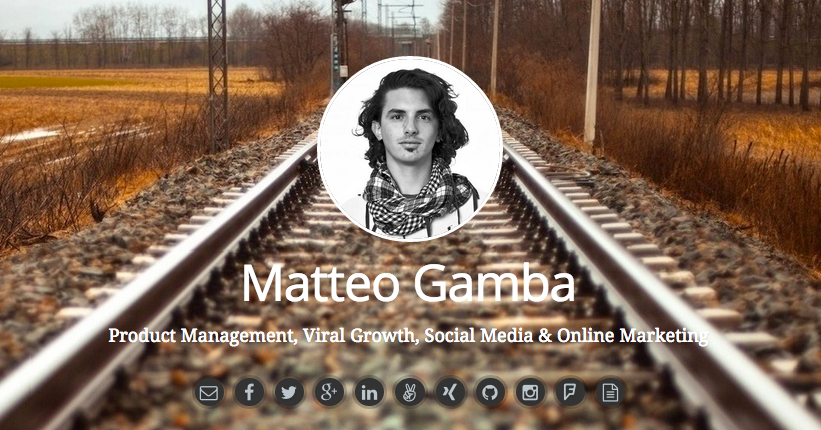 Matteo Gamba
Product Management, Viral Growth, Social Media & Online Marketing